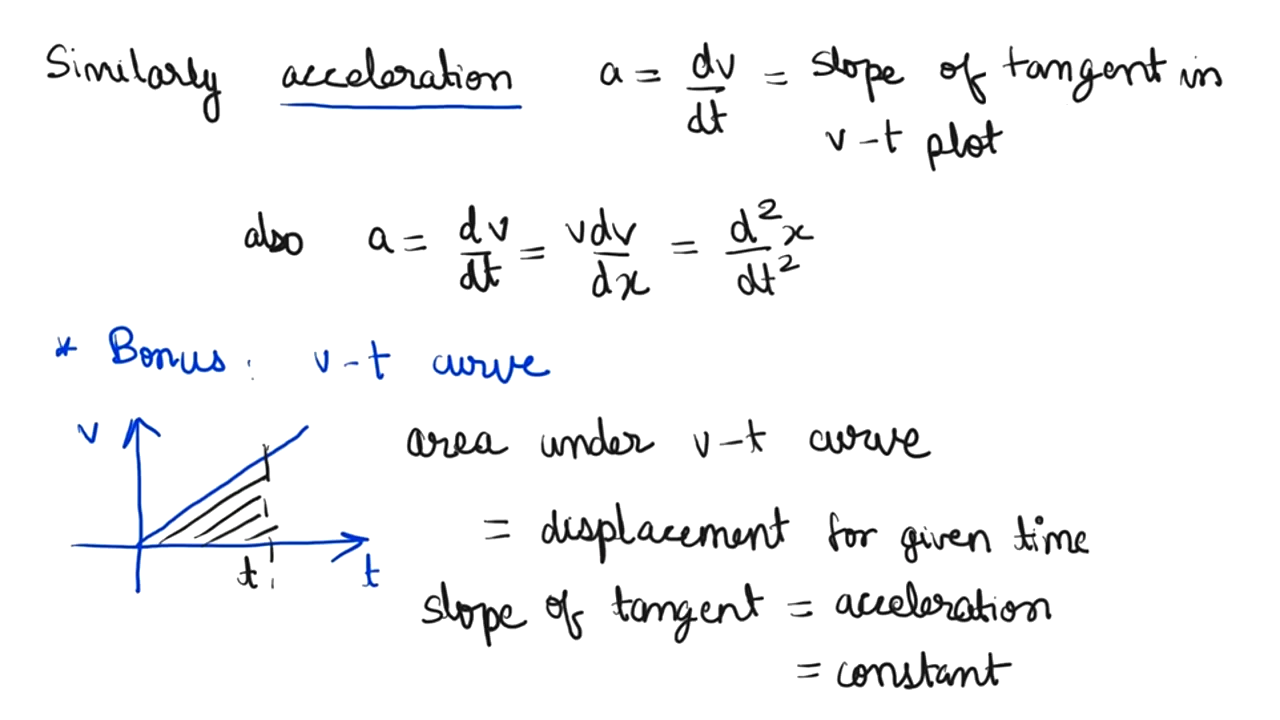 Similarly acceleration a = dv/dt = slope of tangent in
v-t plot
also a = dv/dt = vdv/dx = d²x/dt²
* Bonus: v-t curve
v
area under v-t curve
= displacement for given time
t₁ t
slope of tangent = acceleration
= constant